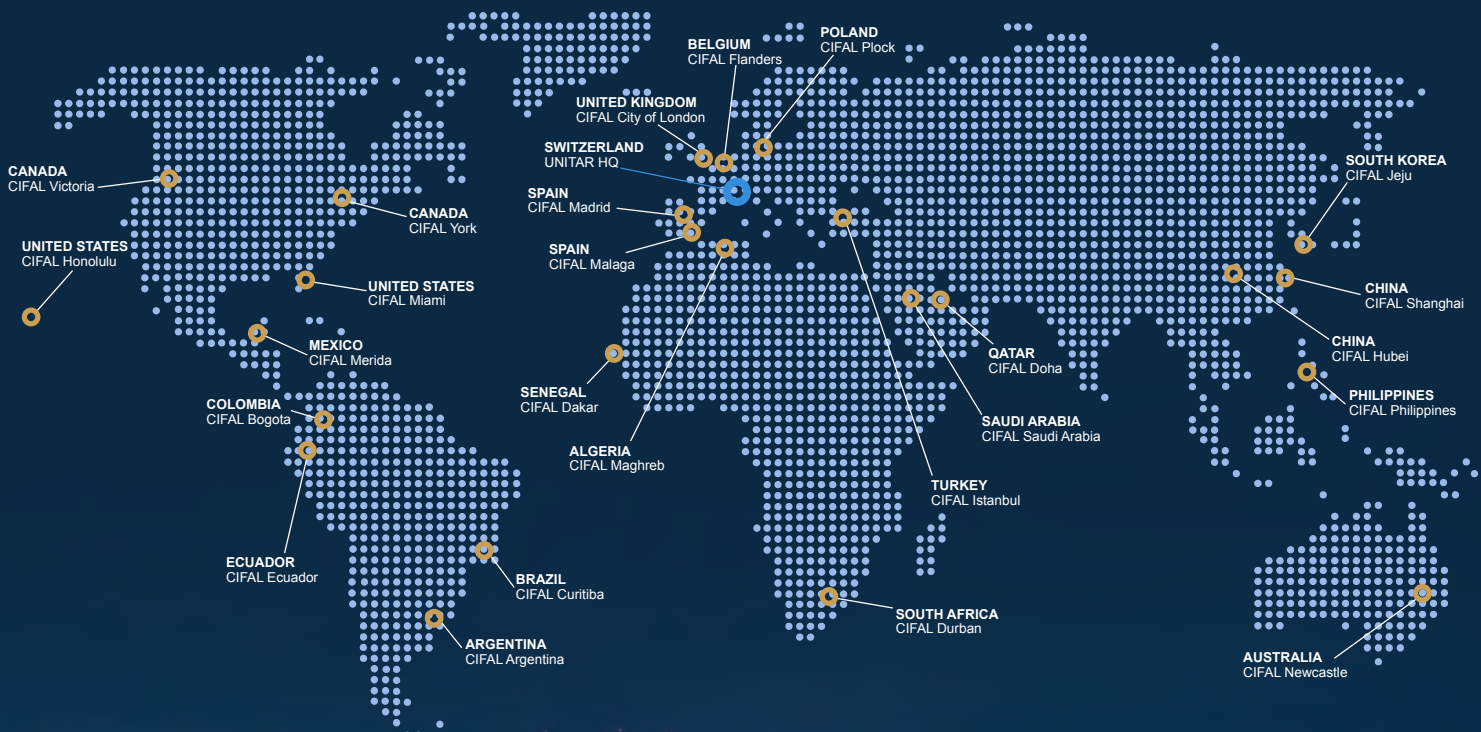 BELGIUM
CIFAL Flanders
POLAND
CIFAL Plock
UNITED KINGDOM
CIFAL City of London
SWITZERLAND
UNITAR HQ
SPAIN
CIFAL Madrid
SPAIN
CIFAL Malaga
CANADA
CIFAL Victoria
CANADA
CIFAL York
UNITED STATES
CIFAL Honolulu
UNITED STATES
CIFAL Miami
MEXICO
CIFAL Merida
COLOMBIA
CIFAL Bogota
ECUADOR
CIFAL Ecuador
BRAZIL
CIFAL Curitiba
ARGENTINA
CIFAL Argentina
SENEGAL
CIFAL Dakar
ALGERIA
CIFAL Maghreb
SOUTH KOREA
CIFAL Jeju
CHINA
CIFAL Shanghai
CHINA
CIFAL Hubei
QATAR
CIFAL Doha
PHILIPPINES
CIFAL Philippines
SAUDI ARABIA
CIFAL Saudi Arabia
TURKEY
CIFAL Istanbul
SOUTH AFRICA
CIFAL Durban
AUSTRALIA
CIFAL Newcastle